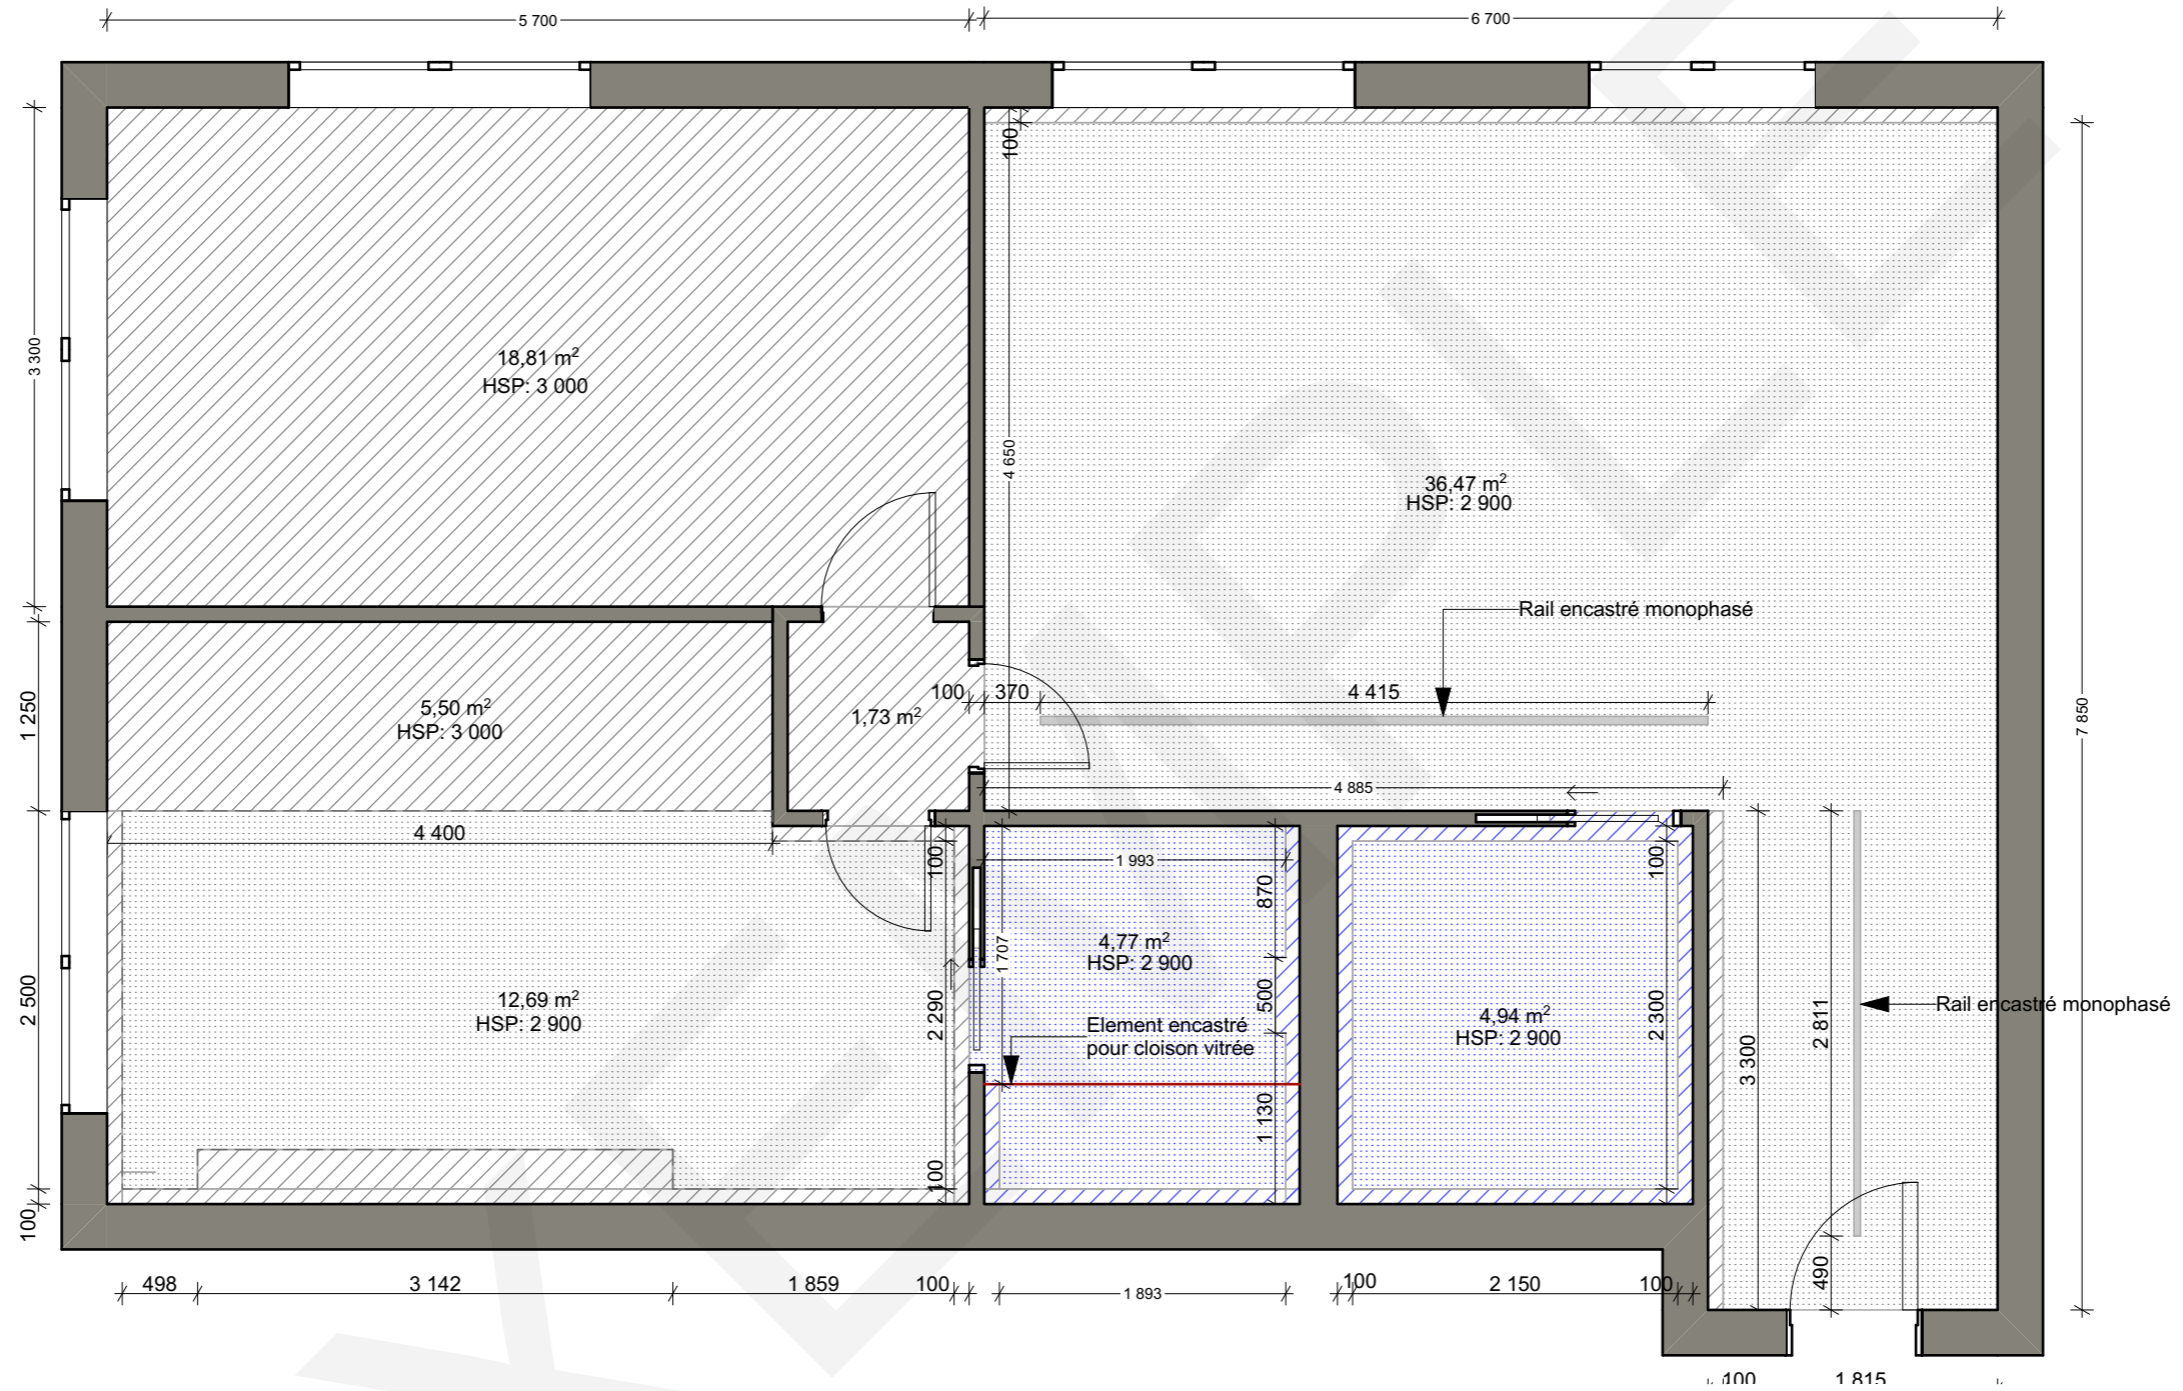 5 700
6 700
100
3 300
18,81 m²
HSP: 3 000
4 650
36,47 m²
HSP: 2 900
Rail encastré monophasé
7 850
1 250
5,50 m²
HSP: 3 000
1,73 m²
100
370
4 415
4 885
4 400
100
1 993
870
100
2 500
12,69 m²
HSP: 2 900
2 290
1 707
4,77 m²
HSP: 2 900
500
Element encastré
pour cloison vitrée
4,94 m²
HSP: 2 900
2 300
3 300
2 811
Rail encastré monophasé
1 130
100
100
490
498
3 142
1 859
100
1 893
100
2 150
100
100
1 815